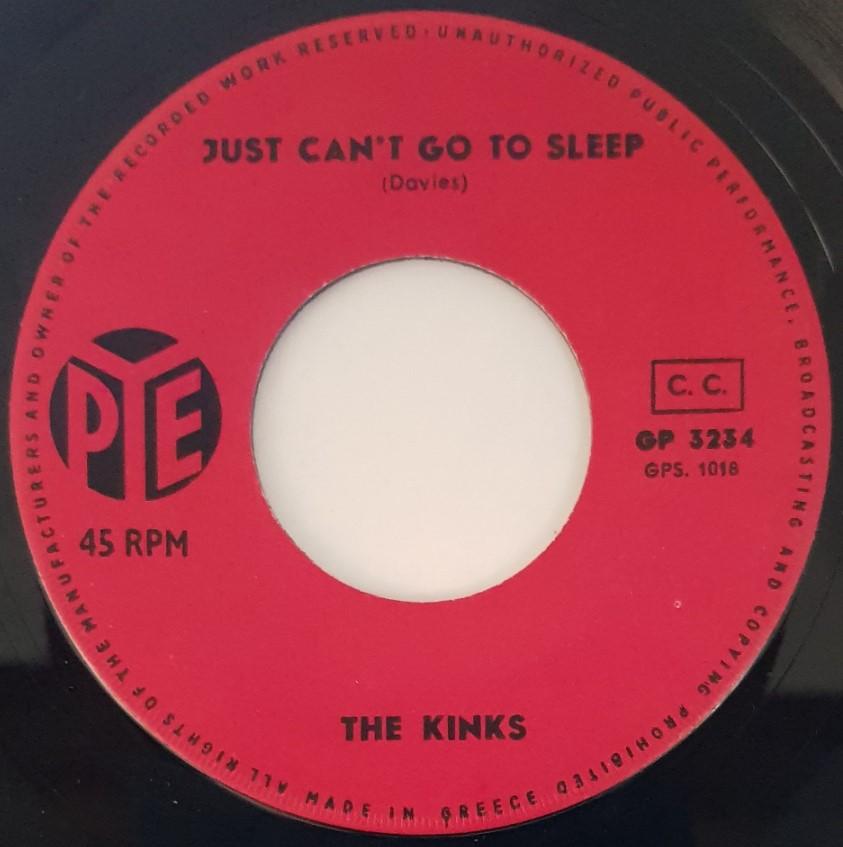 ALL RIGHTS OF THE MANUFACTURERS AND OWNER OF THE RECORDED WORK RESERVED · UNAUTHORIZED PUBLIC PERFORMANCE, BROADCASTING AND COPYING PROHIBITED
JUST CAN'T GO TO SLEEP
(Davies)
PYE
45 RPM
C. C.
GP 3234
GPS. 1018
THE KINKS
MADE IN GREECE